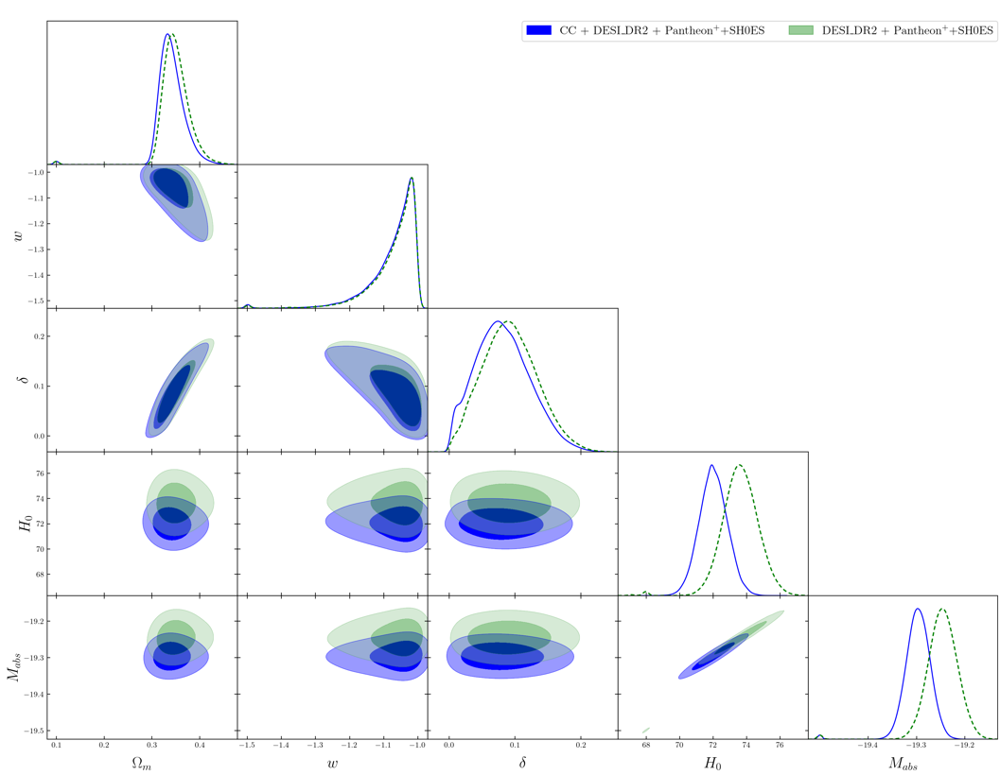 CC + DESI_DR2 + Pantheon⁺+SH0ES
DESI_DR2 + Pantheon⁺+SH0ES
−1.0
−1.1
−1.2
−1.3
−1.4
−1.5
w
0.2
0.1
0.0
δ
76
74
72
70
68
H₀
−19.2
−19.3
−19.4
−19.5
M_abs
0.1 0.2 0.3 0.4
−1.5 −1.4 −1.3 −1.2 −1.1 −1.0
0.0 0.1 0.2
68 70 72 74 76
−19.4 −19.3 −19.2
Ω_m
w
δ
H₀
M_abs